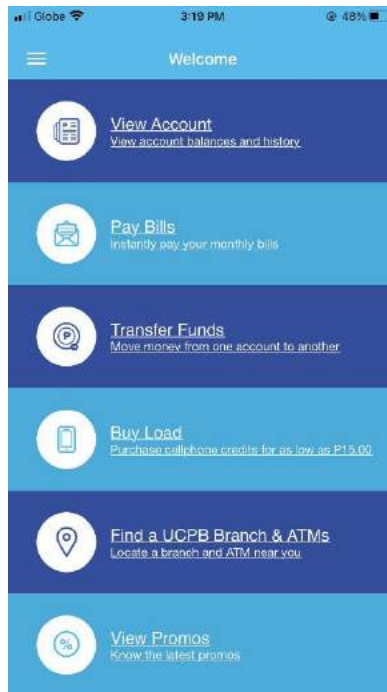 Globe 3:19 PM 48%
Welcome
View Account
View account balances and history
Pay Bills
Instantly pay your monthly bills
P
Transfer Funds
Move money from one account to another
Buy Load
Purchase cellphone credits for as low as P15.00
Find a UCPB Branch & ATMs
Locate a branch and ATM near you
%
View Promos
Know the latest promos